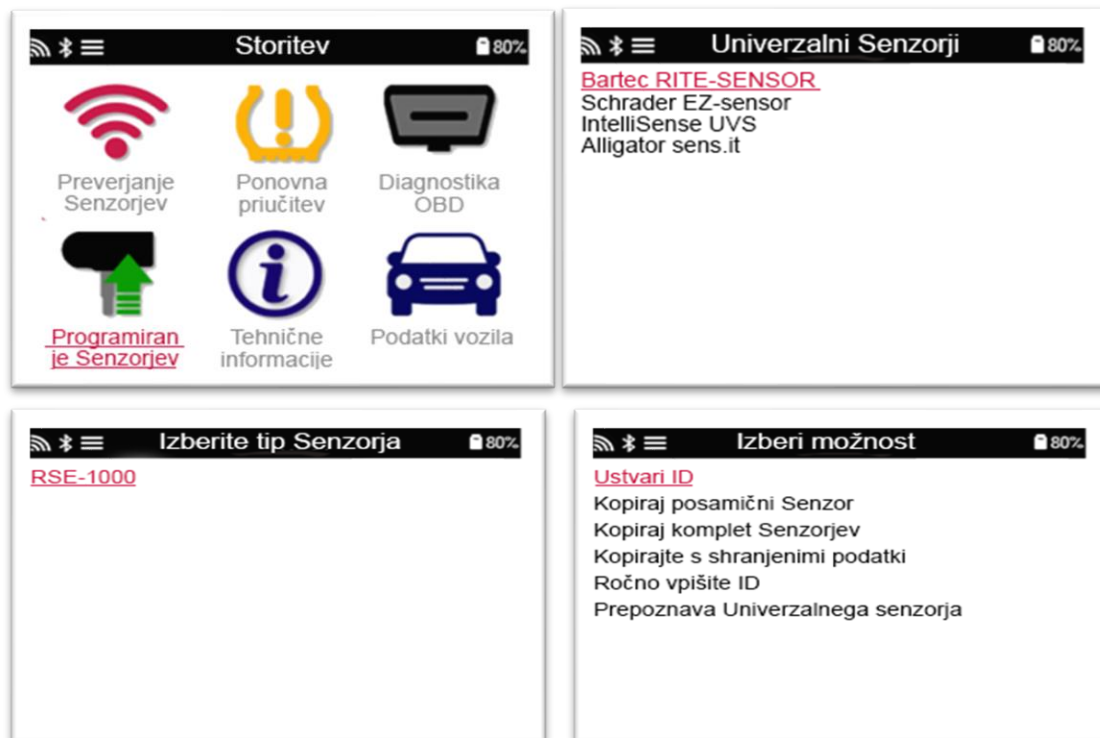 Storitev
80%
Preverjanje
Senzorjev
Ponovna
priučitev
Diagnostika
OBD
Programiran
je Senzorjev
Tehnične
informacije
Podatki vozila
Univerzalni Senzorji
80%
Bartec RITE-SENSOR
Schrader EZ-sensor
IntelliSense UVS
Alligator sens.it
Izberite tip Senzorja
80%
RSE-1000
Izberi možnost
80%
Ustvari ID
Kopiraj posamični Senzor
Kopiraj komplet Senzorjev
Kopirajte s shranjenimi podatki
Ročno vpišite ID
Prepoznava Univerzalnega senzorja